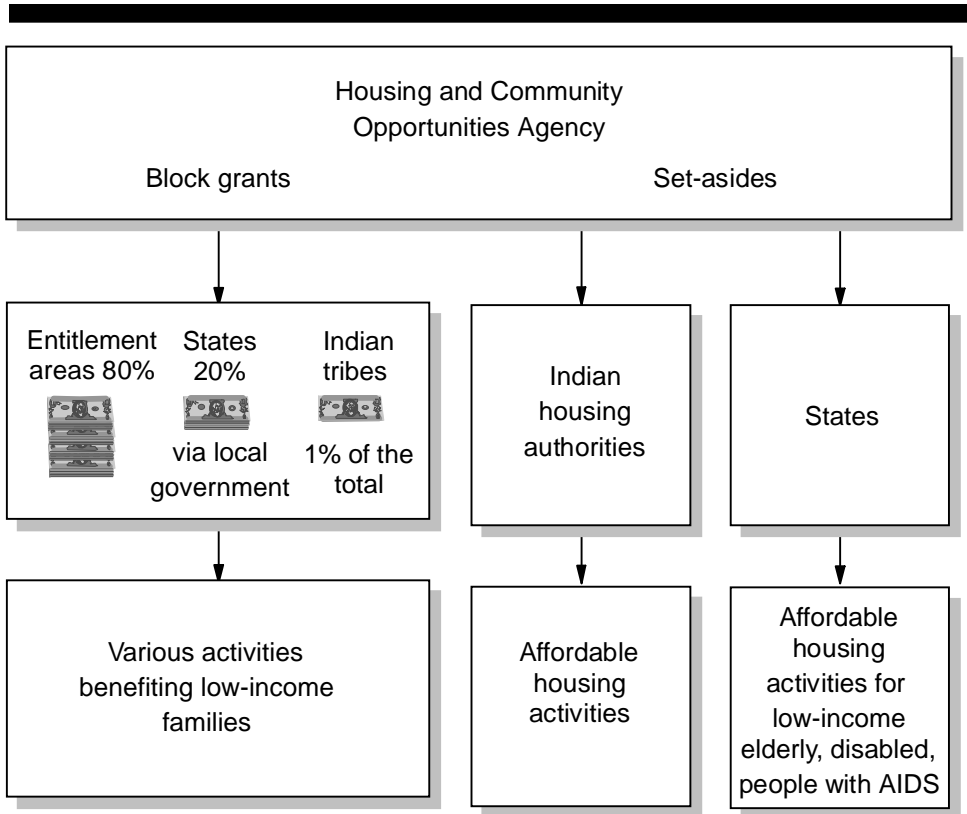 Housing and Community
Opportunities Agency
Block grants
Set-asides
Entitlement
areas 80%
States
20%
via local
government
Indian
tribes
1% of the
total
Indian
housing
authorities
States
Various activities
benefiting low-income
families
Affordable
housing
activities
Affordable
housing
activities for
low-income
elderly, disabled,
people with AIDS